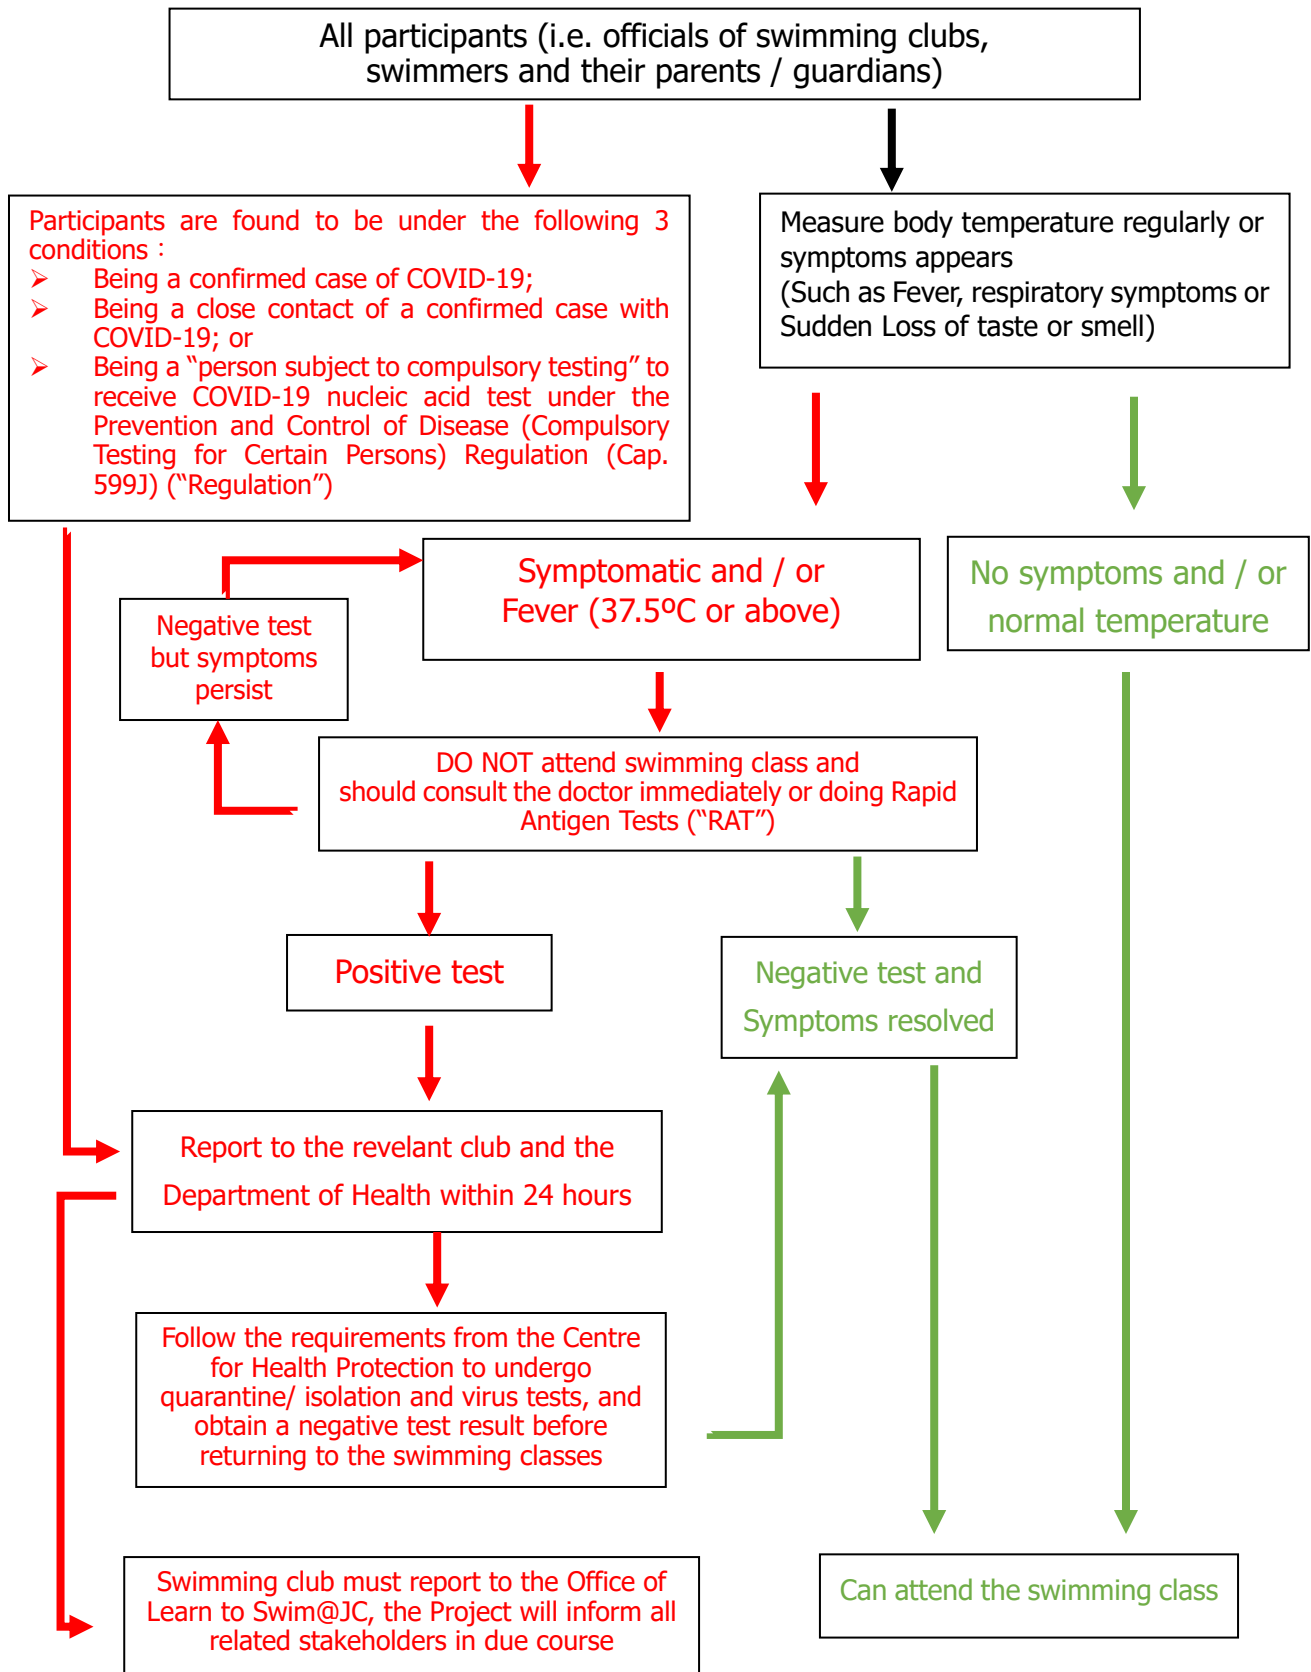 All participants (i.e. officials of swimming clubs,
swimmers and their parents / guardians)
Participants are found to be under the following 3
conditions：
➢ Being a confirmed case of COVID-19;
➢ Being a close contact of a confirmed case with
COVID-19; or
➢ Being a “person subject to compulsory testing” to
receive COVID-19 nucleic acid test under the
Prevention and Control of Disease (Compulsory
Testing for Certain Persons) Regulation (Cap.
599J) (“Regulation”)
Measure body temperature regularly or
symptoms appears
(Such as Fever, respiratory symptoms or
Sudden Loss of taste or smell)
Symptomatic and / or
Fever (37.5ºC or above)
No symptoms and / or
normal temperature
Negative test
but symptoms
persist
DO NOT attend swimming class and
should consult the doctor immediately or doing Rapid
Antigen Tests (“RAT”)
Positive test
Negative test and
Symptoms resolved
Report to the revelant club and the
Department of Health within 24 hours
Follow the requirements from the Centre
for Health Protection to undergo
quarantine/ isolation and virus tests, and
obtain a negative test result before
returning to the swimming classes
Swimming club must report to the Office of
Learn to Swim@JC, the Project will inform all
related stakeholders in due course
Can attend the swimming class